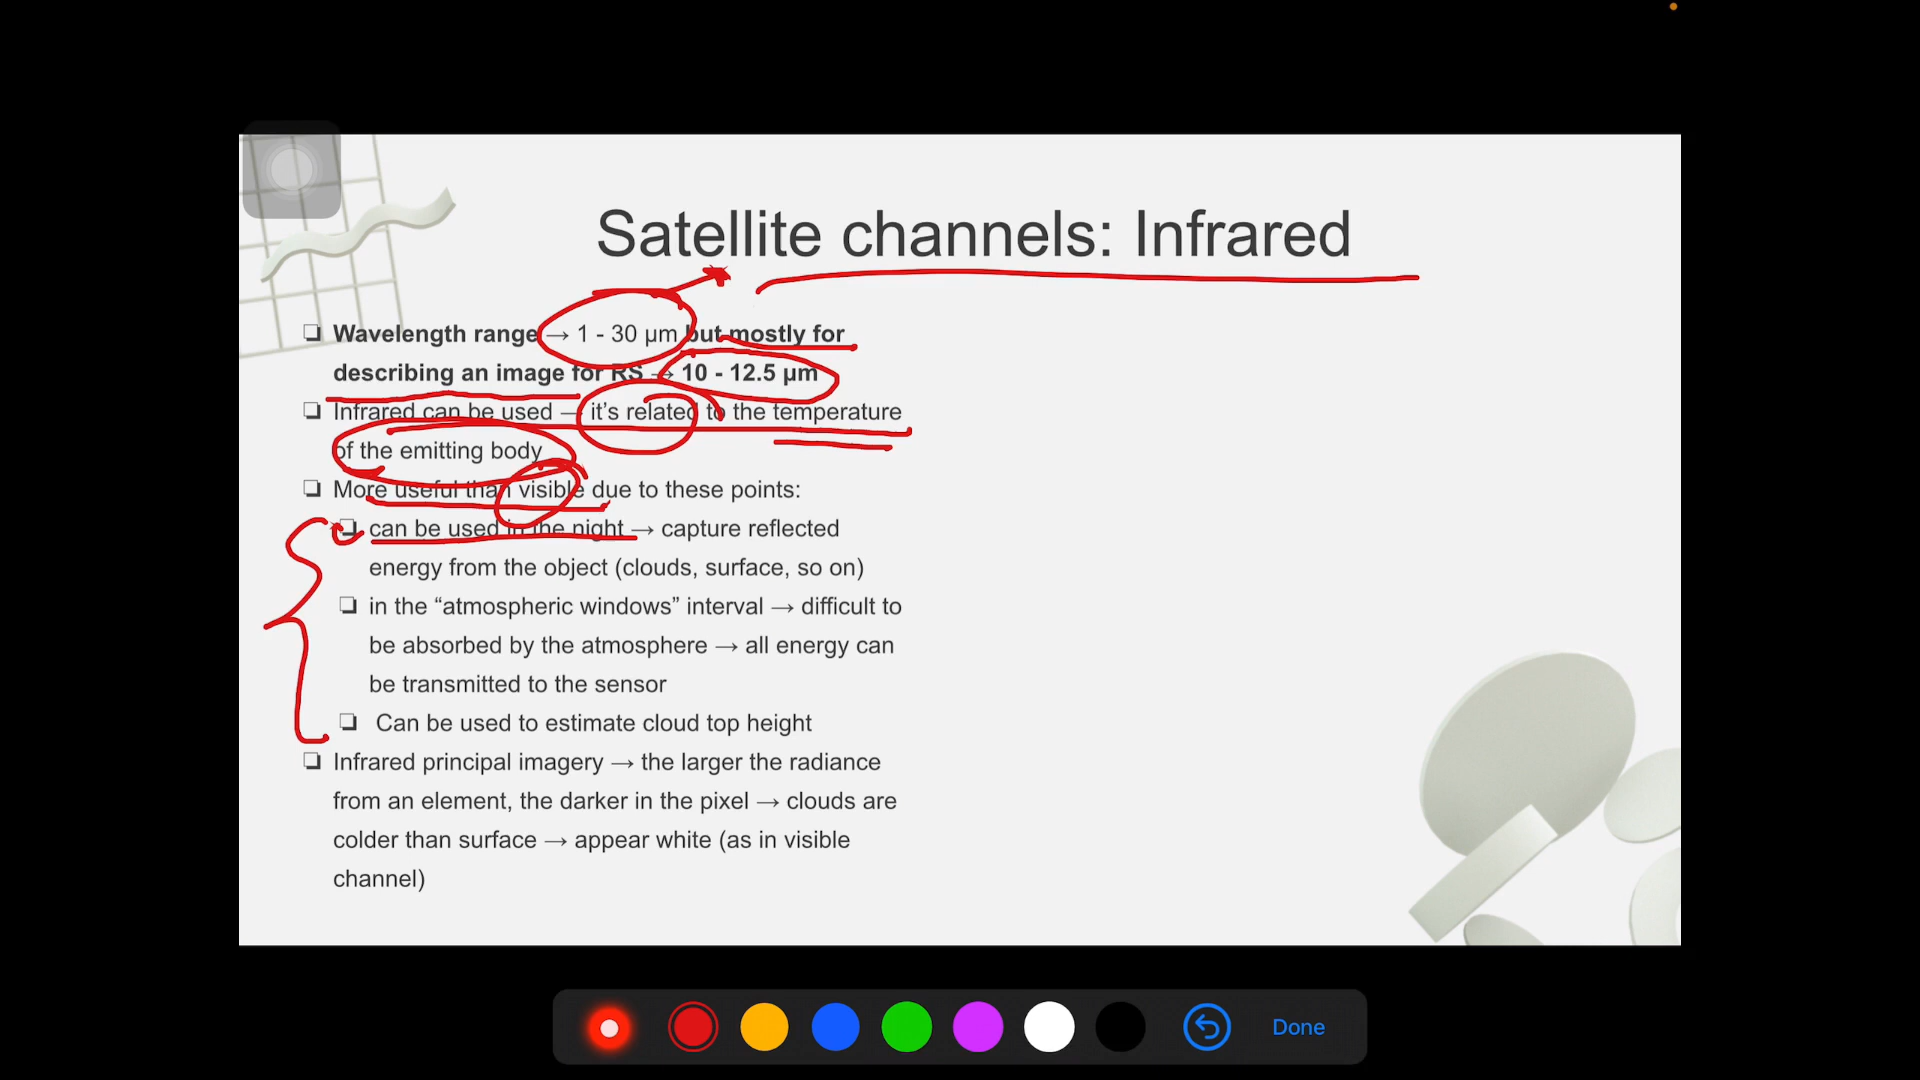 Satellite channels: Infrared
❏ Wavelength range → 1 - 30 µm but mostly for
describing an image for RS → 10 - 12.5 µm
❏ Infrared can be used → it's related to the temperature
of the emitting body
❏ More useful than visible due to these points:
❏ can be used in the night → capture reflected
energy from the object (clouds, surface, so on)
❏ in the “atmospheric windows” interval → difficult to
be absorbed by the atmosphere → all energy can
be transmitted to the sensor
❏ Can be used to estimate cloud top height
❏ Infrared principal imagery → the larger the radiance
from an element, the darker in the pixel → clouds are
colder than surface → appear white (as in visible
channel)
Done